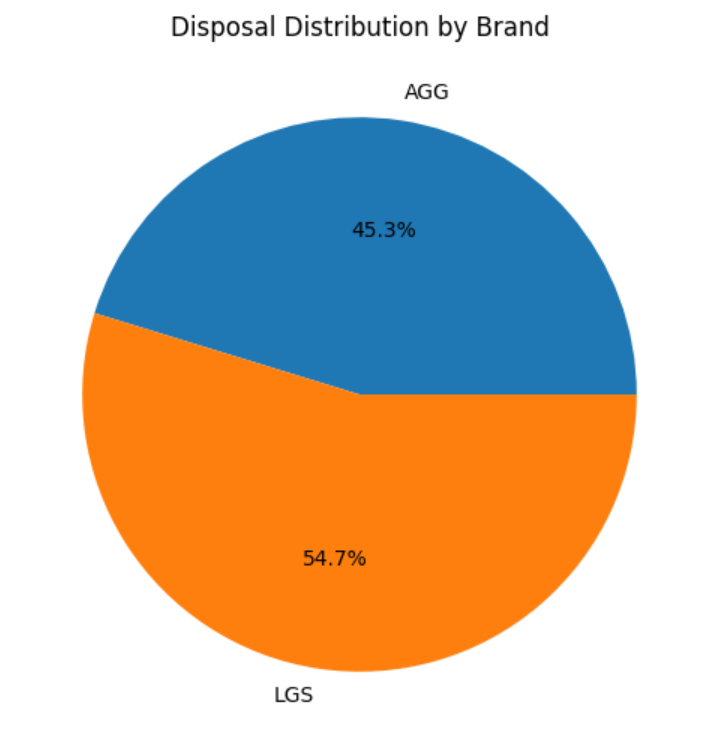 Disposal Distribution by Brand
AGG
45.3%
54.7%
LGS